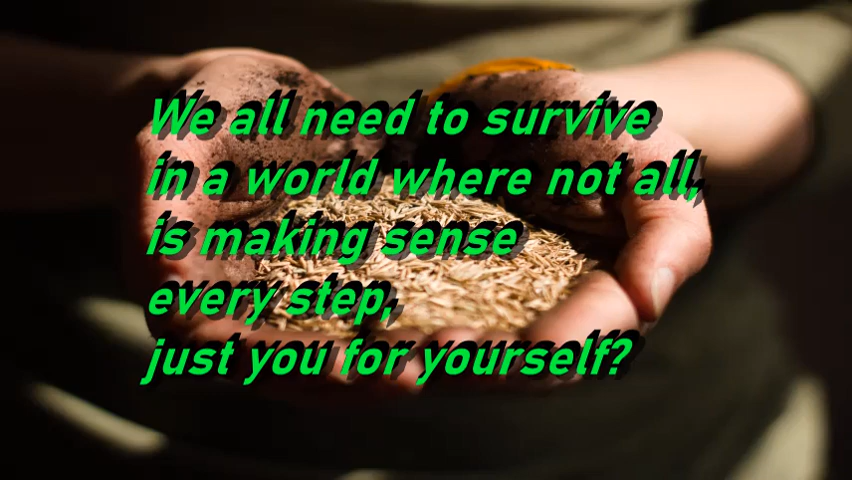 We all need to survive
in a world where not all,
is making sense
every step,
just you for yourself?